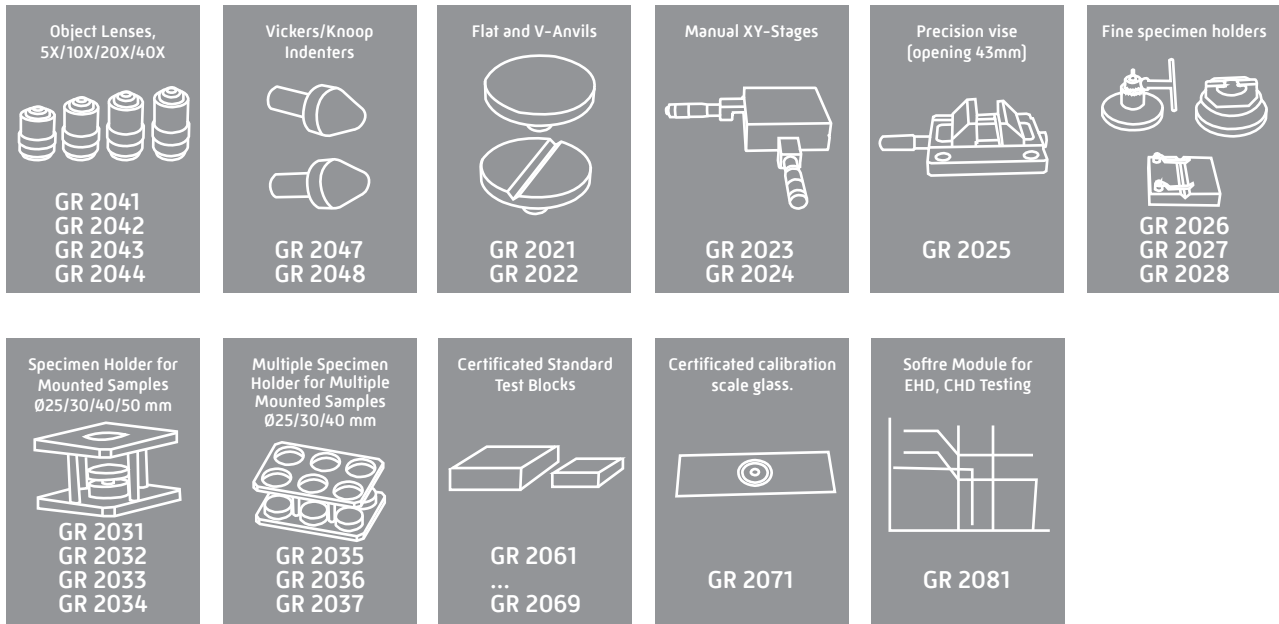 Object Lenses,
5X/10X/20X/40X
GR 2041
GR 2042
GR 2043
GR 2044
Vickers/Knoop
Indenters
GR 2047
GR 2048
Flat and V-Anvils
GR 2021
GR 2022
Manual XY-Stages
GR 2023
GR 2024
Precision vise
(opening 43mm)
GR 2025
Fine specimen holders
GR 2026
GR 2027
GR 2028
Specimen Holder for
Mounted Samples
Ø25/30/40/50 mm
GR 2031
GR 2032
GR 2033
GR 2034
Multiple Specimen
Holder for Multiple
Mounted Samples
Ø25/30/40 mm
GR 2035
GR 2036
GR 2037
Certificated Standard
Test Blocks
GR 2061
...
GR 2069
Certificated calibration
scale glass.
GR 2071
Softre Module for
EHD, CHD Testing
GR 2081